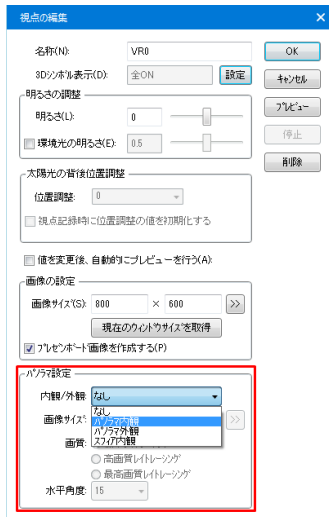 視点の編集
名称(N): VR0 OK
3Dシンボル表示(D): 全ON 設定 キャンセル
明るさの調整 プレビュー
明るさ(L): 0
停止
環境光の明るさ(E): 0.5
削除
太陽光の背後位置調整
位置調整: 0
視点記録時に位置調整の値を初期化する
値を変更後、自動的にプレビューを行う(A):
画像の設定
画像サイズ(S): 800 × 600 >>
現在のウィンドウサイズを取得
プレゼンボード画像を作成する(P)
パノラマ設定
内観/外観: なし
なし
画像サイズ: パノラマ内観 >>
パノラマ外観
画質: スフィア内観
高画質レイトレーシング
最高画質レイトレーシング
水平角度: 15